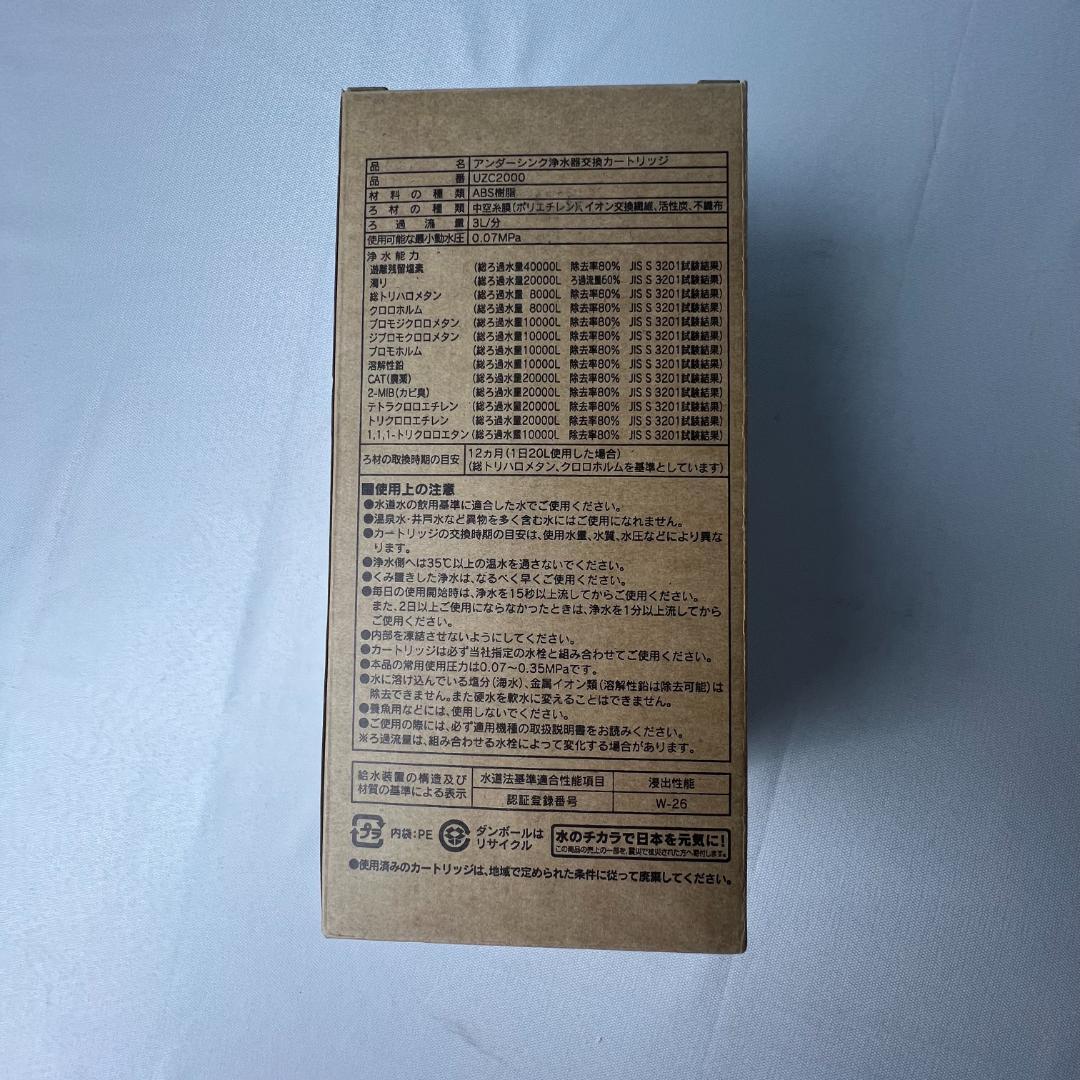 品名 アンダーシンク浄水器交換カートリッジ
品番 UZC2000
材料の種類 ABS樹脂
ろ材の種類 中空糸膜(ポリエチレン)、イオン交換繊維、活性炭、不織布
ろ過流量 3L/分
使用可能な最小動水圧 0.07MPa
浄水能力
遊離残留塩素 (総ろ過水量40000L 除去率80% JIS S 3201試験結果)
濁り (総ろ過水量20000L ろ過流量50% JIS S 3201試験結果)
総トリハロメタン (総ろ過水量 8000L 除去率80% JIS S 3201試験結果)
クロロホルム (総ろ過水量 8000L 除去率80% JIS S 3201試験結果)
ブロモジクロロメタン (総ろ過水量10000L 除去率80% JIS S 3201試験結果)
ジブロモクロロメタン (総ろ過水量10000L 除去率80% JIS S 3201試験結果)
ブロモホルム (総ろ過水量10000L 除去率80% JIS S 3201試験結果)
溶解性鉛 (総ろ過水量10000L 除去率80% JIS S 3201試験結果)
CAT(農薬) (総ろ過水量20000L 除去率80% JIS S 3201試験結果)
2-MIB(カビ臭) (総ろ過水量20000L 除去率80% JIS S 3201試験結果)
テトラクロロエチレン (総ろ過水量20000L 除去率80% JIS S 3201試験結果)
トリクロロエチレン (総ろ過水量20000L 除去率80% JIS S 3201試験結果)
1,1,1-トリクロロエタン (総ろ過水量10000L 除去率80% JIS S 3201試験結果)
ろ材の取換時期の目安 12ヵ月(1日20L使用した場合)
(総トリハロメタン、クロロホルムを基準としています)
■使用上の注意
●水道水の飲用基準に適合した水でご使用ください。
●温泉水・井戸水など異物を多く含む水にはご使用になれません。
●カートリッジの交換時期の目安は、使用水量、水質、水圧などにより異な
ります。
●浄水側へは35℃以上の温水を通さないでください。
●くみ置きした浄水は、なるべく早くご使用ください。
●毎日の使用開始時は、浄水を15秒以上流してからご使用ください。
また、2日以上ご使用にならなかったときは、浄水を1分以上流してから
ご使用ください。
●内部を凍結させないようにしてください。
●カートリッジは必ず当社指定の水栓と組み合わせてご使用ください。
●本品の常用使用圧力は0.07～0.35MPaです。
●水に溶け込んでいる塩分(海水)、金属イオン類(溶解性鉛は除去可能)は
除去できません。また硬水を軟水に変えることはできません。
●養魚用などには、使用しないでください。
●ご使用の際には、必ず適用機種の取扱説明書をお読みください。
※ろ過流量は、組み合わせる水栓によって変化する場合があります。
給水装置の構造及び 水道法基準適合性能項目 浸出性能
材質の基準による表示 認証登録番号 W-26
プラ 内袋:PE ダンボールは
リサイクル
水のチカラで日本を元気に!
この商品の売上の一部を、震災で被災された方へ寄付します。
●使用済みのカートリッジは、地域で定められた条件に従って廃棄してください。